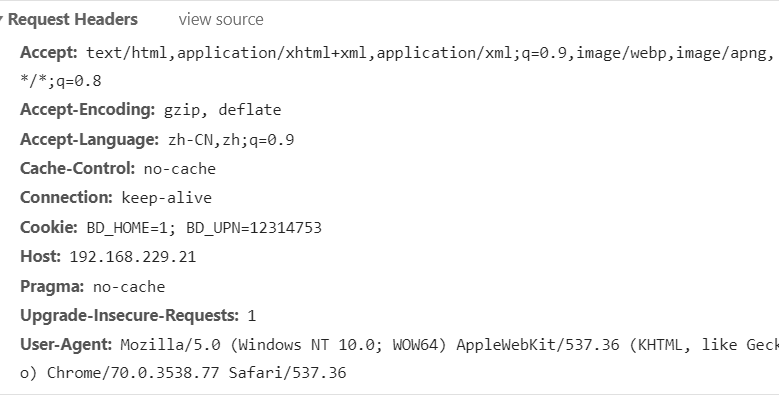 Request Headers view source
Accept: text/html,application/xhtml+xml,application/xml;q=0.9,image/webp,image/apng,
*/*;q=0.8
Accept-Encoding: gzip, deflate
Accept-Language: zh-CN,zh;q=0.9
Cache-Control: no-cache
Connection: keep-alive
Cookie: BD_HOME=1; BD_UPN=12314753
Host: 192.168.229.21
Pragma: no-cache
Upgrade-Insecure-Requests: 1
User-Agent: Mozilla/5.0 (Windows NT 10.0; WOW64) AppleWebKit/537.36 (KHTML, like Geck
o) Chrome/70.0.3538.77 Safari/537.36